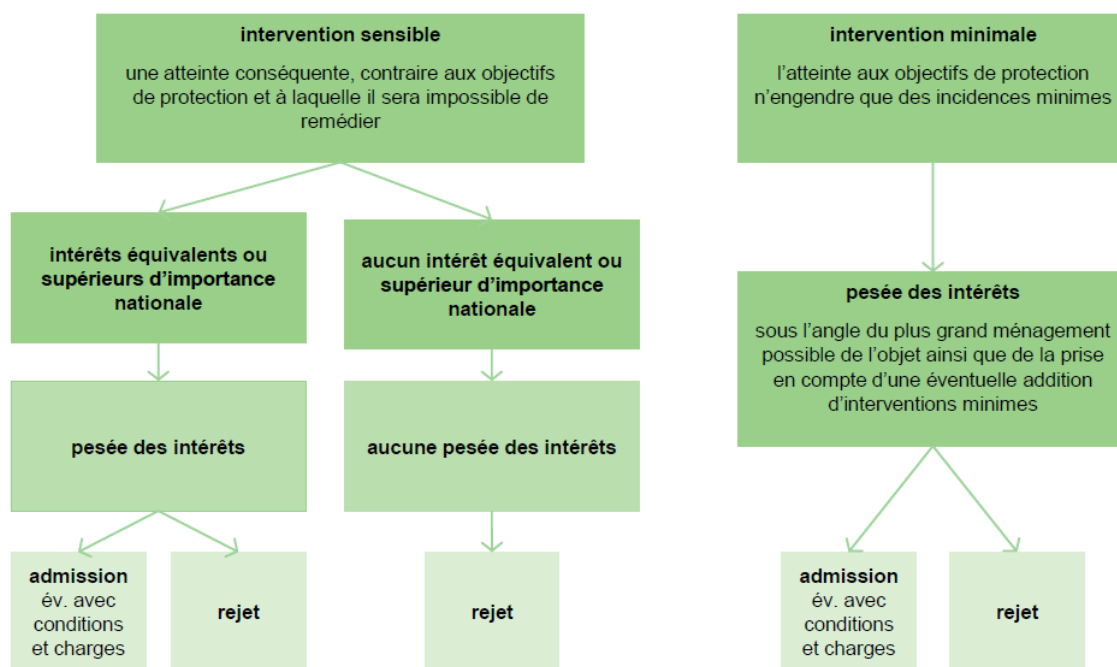 intervention sensible
une atteinte conséquente, contraire aux objectifs
de protection et à laquelle il sera impossible de
remédier
intervention minimale
l'atteinte aux objectifs de protection
n'engendre que des incidences minimes
intérêts équivalents ou
supérieurs d'importance
nationale
aucun intérêt équivalent ou
supérieur d'importance
nationale
pesée des intérêts
sous l'angle du plus grand ménagement
possible de l'objet ainsi que de la prise
en compte d'une éventuelle addition
d'interventions minimes
pesée des intérêts
aucune pesée des intérêts
admission
év. avec
conditions
et charges
rejet
rejet
admission
év. avec
conditions
et charges
rejet